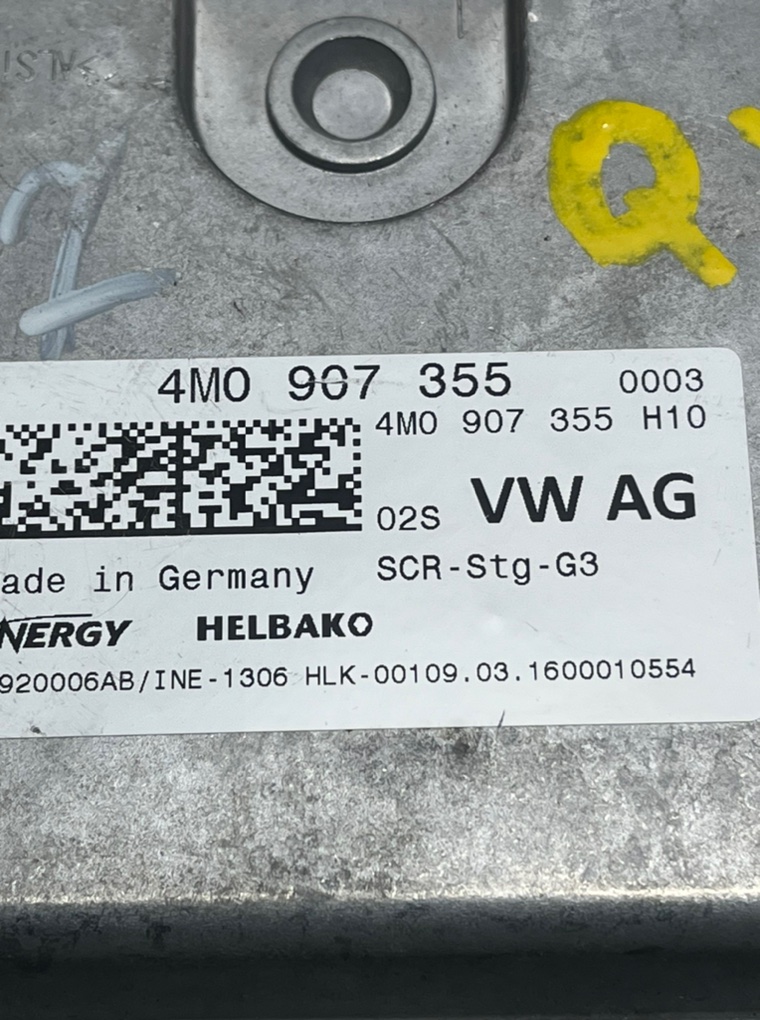 Q
4M0 907 355 0003
4M0 907 355 H10
02S VW AG
ade in Germany SCR-Stg-G3
NERGY HELBAKO
920006AB/INE-1306 HLK-00109.03.1600010554